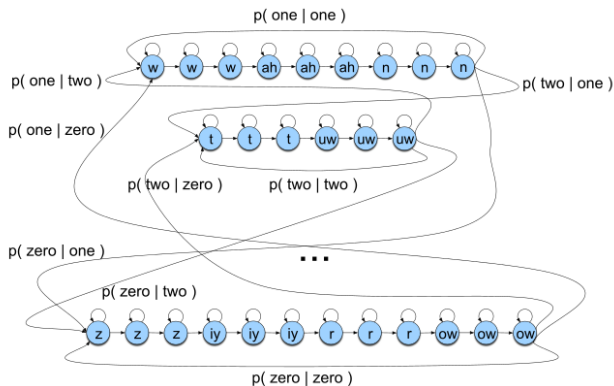 p( one | one )
w w w ah ah ah n n n
p( one | two )
p( two | one )
p( one | zero )
t t t uw uw uw
p( two | zero )
p( two | two )
p( zero | one )
...
p( zero | two )
z z z iy iy iy r r r ow ow ow
p( zero | zero )